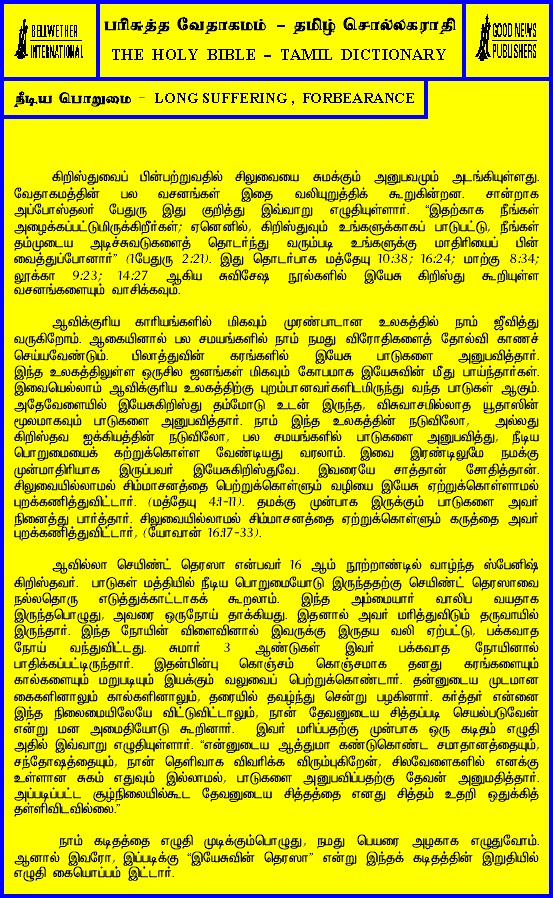 BELLWETHER
INTERNATIONAL
பரிசுத்த வேதாகமம் – தமிழ் சொல்லகராதி
THE HOLY BIBLE – TAMIL DICTIONARY
GOOD NEWS
PUBLISHERS
நீடிய பொறுமை – LONG SUFFERING , FORBEARANCE
கிறிஸ்துவைப் பின்பற்றுவதில் சிலுவையை சுமக்கும் அனுபவமும் அடங்கியுள்ளது.
வேதாகமத்தின் பல வசனங்கள் இதை வலியுறுத்திக் கூறுகின்றன. சான்றாக
அப்போஸ்தலர் பேதுரு இது குறித்து இவ்வாறு எழுதியுள்ளார். “இதற்காக நீங்கள்
அழைக்கப்பட்டுமிருக்கிறீர்கள்; ஏனெனில், கிறிஸ்துவும் உங்களுக்காகப் பாடுபட்டு, நீங்கள்
தம்முடைய அடிச்சுவடுகளைத் தொடர்ந்து வரும்படி உங்களுக்கு மாதிரியைப் பின்
வைத்துப்போனார்” (1பேதுரு 2:21). இது தொடர்பாக மத்தேயு 10:38; 16:24; மாற்கு 8:34;
லூக்கா 9:23; 14:27 ஆகிய சுவிசேஷ நூல்களில் இயேசு கிறிஸ்து கூறியுள்ள
வசனங்களையும் வாசிக்கவும்.
ஆவிக்குரிய காரியங்களில் மிகவும் முரண்பாடான உலகத்தில் நாம் ஜீவித்து
வருகிறோம். ஆகையினால் பல சமயங்களில் நாம் நமது விரோதிகளைத் தோல்வி காணச்
செய்யவேண்டும். பிலாத்துவின் கரங்களில் இயேசு பாடுகளை அனுபவித்தார்.
இந்த உலகத்திலுள்ள ஒருசில ஜனங்கள் மிகவும் கோபமாக இயேசுவின் மீது பாய்ந்தார்கள்.
இவையெல்லாம் ஆவிக்குரிய உலகத்திற்கு புறம்பானவர்களிடமிருந்து வந்த பாடுகள் ஆகும்.
அதேவேளையில் இயேசுகிறிஸ்து தம்மோடு உடன் இருந்த, விசுவாசமில்லாத யூதாஸின்
மூலமாகவும் பாடுகளை அனுபவித்தார். நாம் இந்த உலகத்தின் நடுவிலோ, அல்லது
கிறிஸ்தவ ஐக்கியத்தின் நடுவிலோ, பல சமயங்களில் பாடுகளை அனுபவித்து, நீடிய
பொறுமையைக் கற்றுக்கொள்ள வேண்டியது வரலாம். இவை இரண்டிலுமே நமக்கு
முன்மாதிரியாக இருப்பவர் இயேசுகிறிஸ்துவே. இவரையே சாத்தான் சோதித்தான்.
சிலுவையில்லாமல் சிம்மாசனத்தை பெற்றுக்கொள்ளும் வழியை இயேசு ஏற்றுக்கொள்ளாமல்
புறக்கணித்துவிட்டார். (மத்தேயு 4:1-11). தமக்கு முன்பாக இருக்கும் பாடுகளை அவர்
நினைத்து பார்த்தார். சிலுவையில்லாமல் சிம்மாசனத்தை ஏற்றுக்கொள்ளும் கருத்தை அவர்
புறக்கணித்துவிட்டார், (யோவான் 16:17-33).
ஆவில்லா செயிண்ட் தெரஸா என்பவர் 16 ஆம் நூற்றாண்டில் வாழ்ந்த ஸ்பேனிஷ்
கிறிஸ்தவர். பாடுகள் மத்தியில் நீடிய பொறுமையோடு இருந்ததற்கு செயிண்ட் தெரஸாவை
நல்லதொரு எடுத்துக்காட்டாகக் கூறலாம். இந்த அம்மையார் வாலிப வயதாக
இருந்தபொழுது, அவரை ஒருநோய் தாக்கியது. இதனால் அவர் மரித்துவிடும் தருவாயில்
இருந்தார். இந்த நோயின் விளைவினால் இவருக்கு இருதய வலி ஏற்பட்டு, பக்கவாத
நோய் வந்துவிட்டது. சுமார் 3 ஆண்டுகள் இவர் பக்கவாத நோயினால்
பாதிக்கப்பட்டிருந்தார். இதன்பின்பு கொஞ்சம் கொஞ்சமாக தனது கரங்களையும்
கால்களையும் மறுபடியும் இயக்கும் வலுவைப் பெற்றுக்கொண்டார். தன்னுடைய முடமான
கைகளினாலும் கால்களினாலும், தரையில் தவழ்ந்து சென்று பழகினார். கர்த்தர் என்னை
இந்த நிலைமையிலேயே விட்டுவிட்டாலும், நான் தேவனுடைய சித்தப்படி செயல்படுவேன்
என்று மன அமைதியோடு கூறினார். இவர் மரிப்பதற்கு முன்பாக ஒரு கடிதம் எழுதி
அதில் இவ்வாறு எழுதியுள்ளார். “என்னுடைய ஆத்துமா கண்டுகொண்ட சமாதானத்தையும்,
சந்தோஷத்தையும், நான் தெளிவாக விவரிக்க விரும்புகிறேன், சிலவேளைகளில் எனக்கு
உள்ளான சுகம் எதுவும் இல்லாமல், பாடுகளை அனுபவிப்பதற்கு தேவன் அனுமதித்தார்.
அப்படிப்பட்ட சூழ்நிலையில்கூட தேவனுடைய சித்தத்தை எனது சித்தம் உதறி ஒதுக்கித்
தள்ளிவிடவில்லை.”
நாம் கடிதத்தை எழுதி முடிக்கும்பொழுது, நமது பெயரை அழகாக எழுதுவோம்.
ஆனால் இவரோ, இப்படிக்கு “இயேசுவின் தெரஸா” என்று இந்தக் கடிதத்தின் இறுதியில்
எழுதி கையொப்பம் இட்டார்.